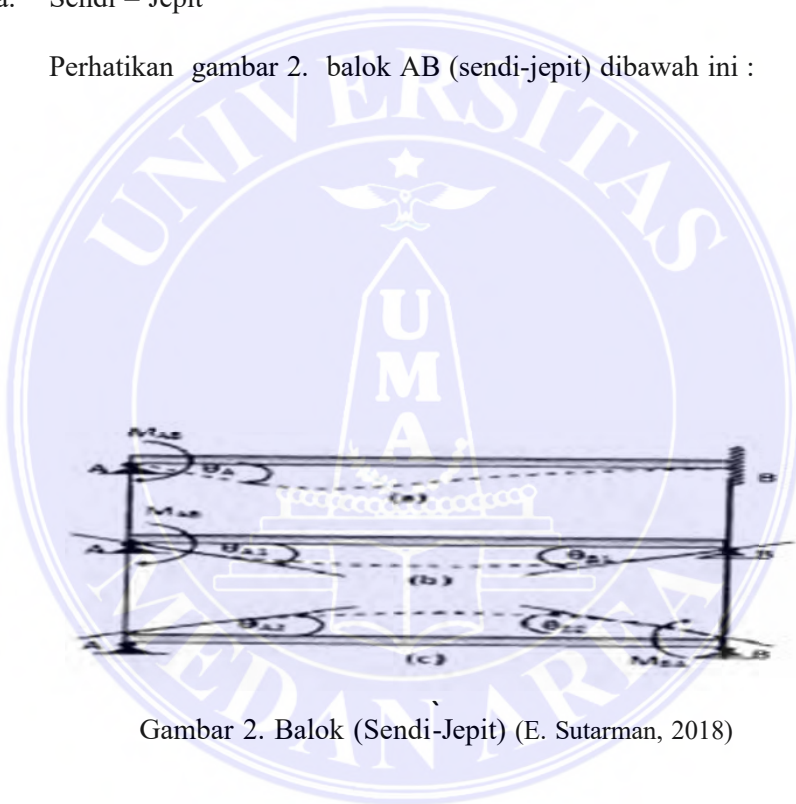 a. Sendi – Jepit
Perhatikan gambar 2. balok AB (sendi-jepit) dibawah ini :
UNIVERSITAS
UMA
MEDAN AREA
MAB
A θA (a) B
MAB
A θA1 θB1 B
(b)
A θA2 θB2 B
(c) MBA
Gambar 2. Balok (Sendi-Jepit) (E. Sutarman, 2018)